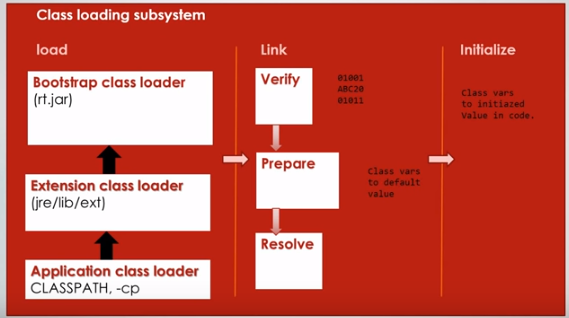 Class loading subsystem
load
Bootstrap class loader
(rt.jar)
Extension class loader
(jre/lib/ext)
Application class loader
CLASSPATH, -cp
Link
Verify
01001
ABC20
01011
Prepare
Class vars
to default
value
Resolve
Initialize
Class vars
to initiazed
Value in code.